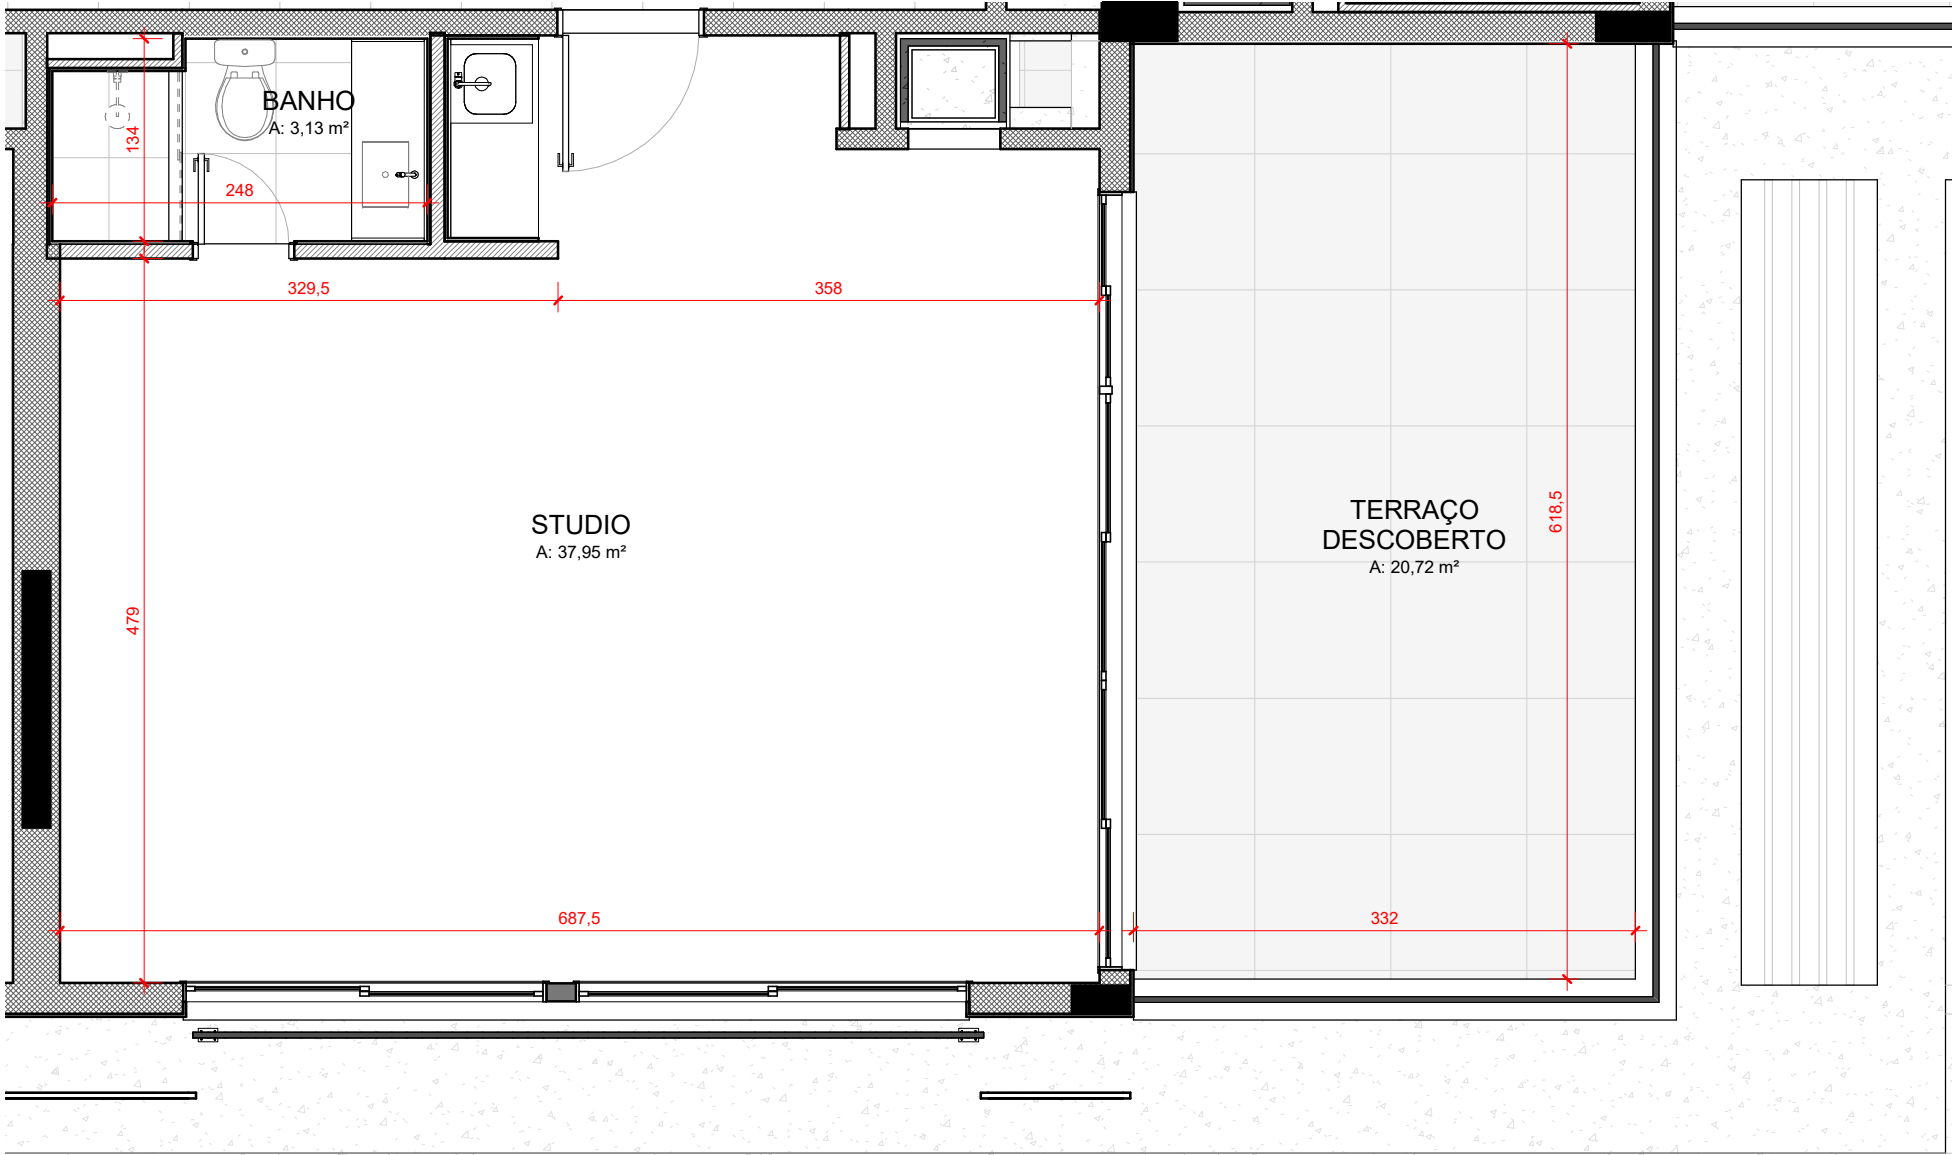 BANHO
A: 3,13 m²
134
248
329,5
358
STUDIO
A: 37,95 m²
TERRAÇO
DESCOBERTO
A: 20,72 m²
618,5
479
687,5
332